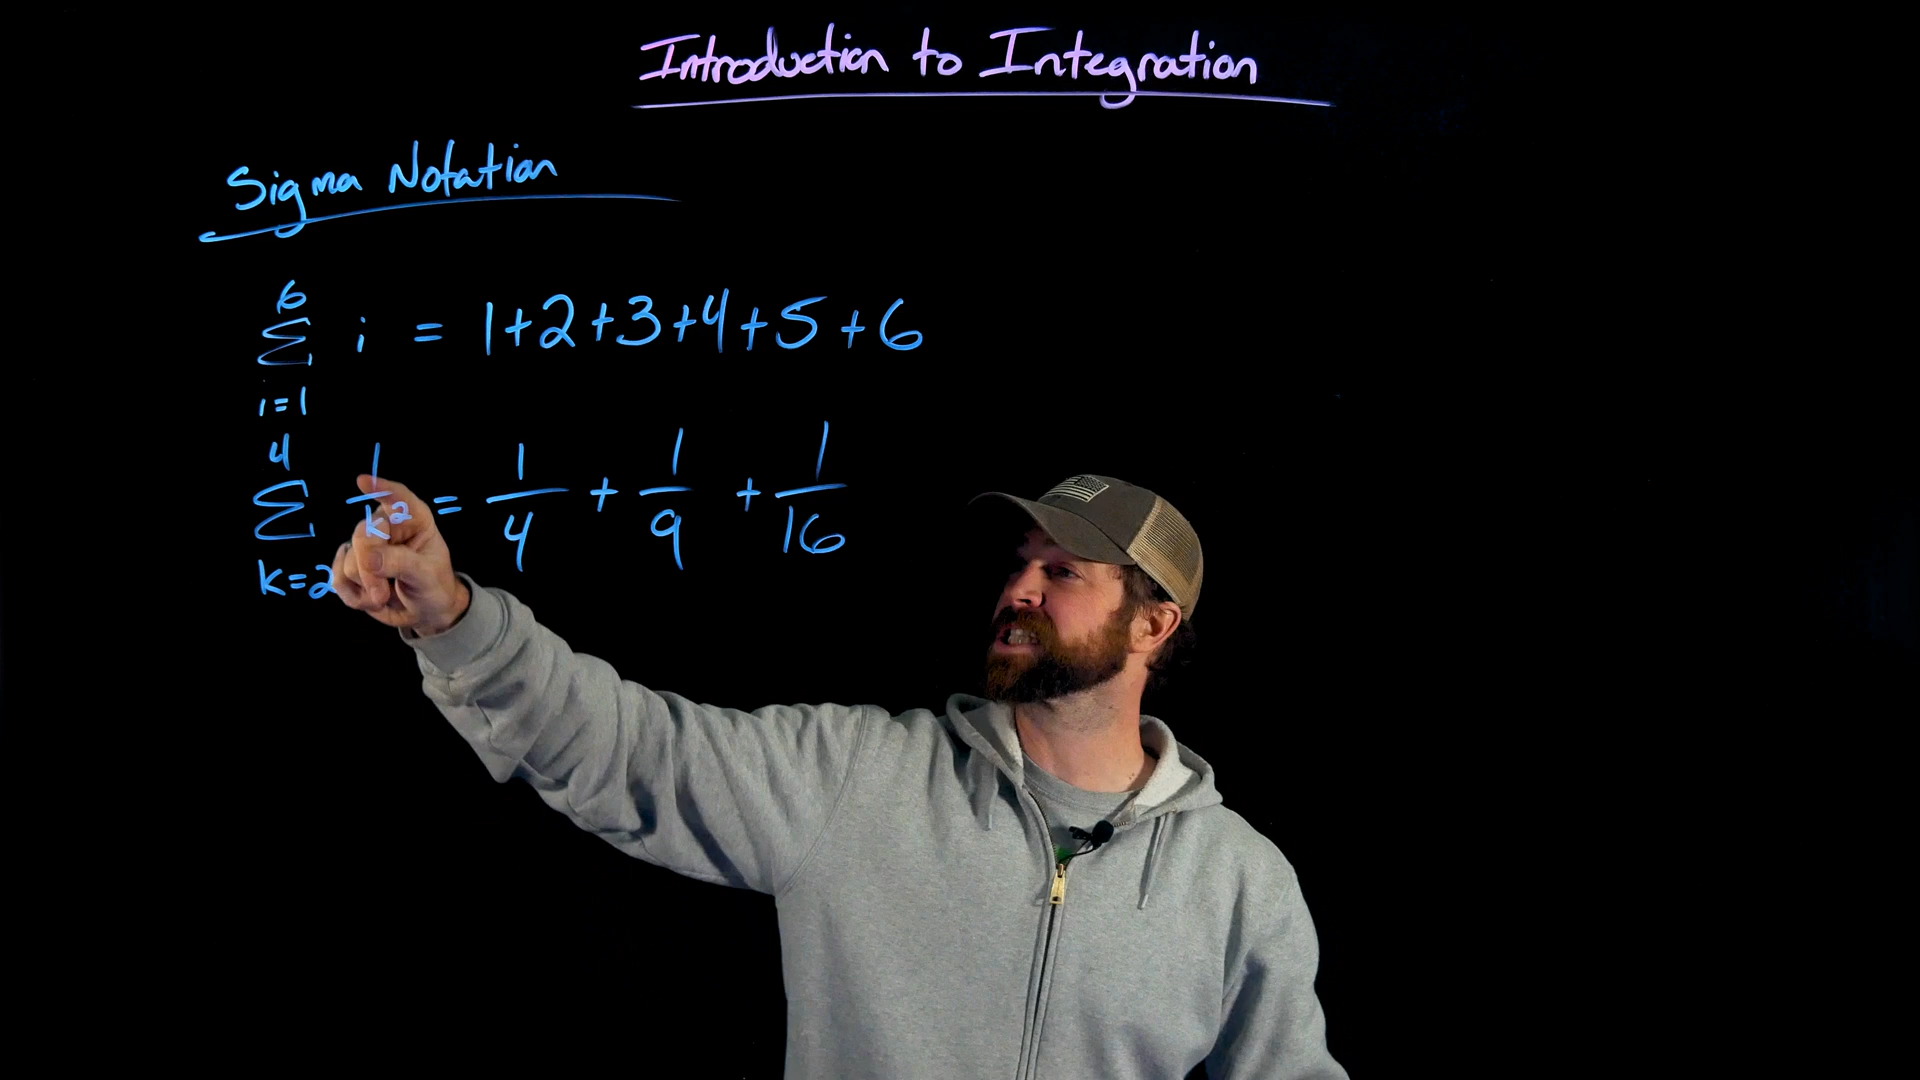 Introduction to Integration
Sigma Notation
6
Σ i = 1+2+3+4+5+6
i=1
4
Σ 1/k² = 1/4 + 1/9 + 1/16
k=2